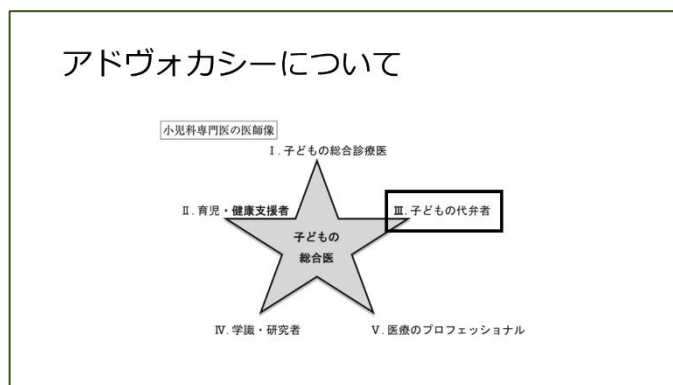 アドヴォカシーについて
小児科専門医の医師像
Ⅰ. 子どもの総合診療医
Ⅱ. 育児・健康支援者
Ⅲ. 子どもの代弁者
子どもの
総合医
Ⅳ. 学識・研究者
Ⅴ. 医療のプロフェッショナル